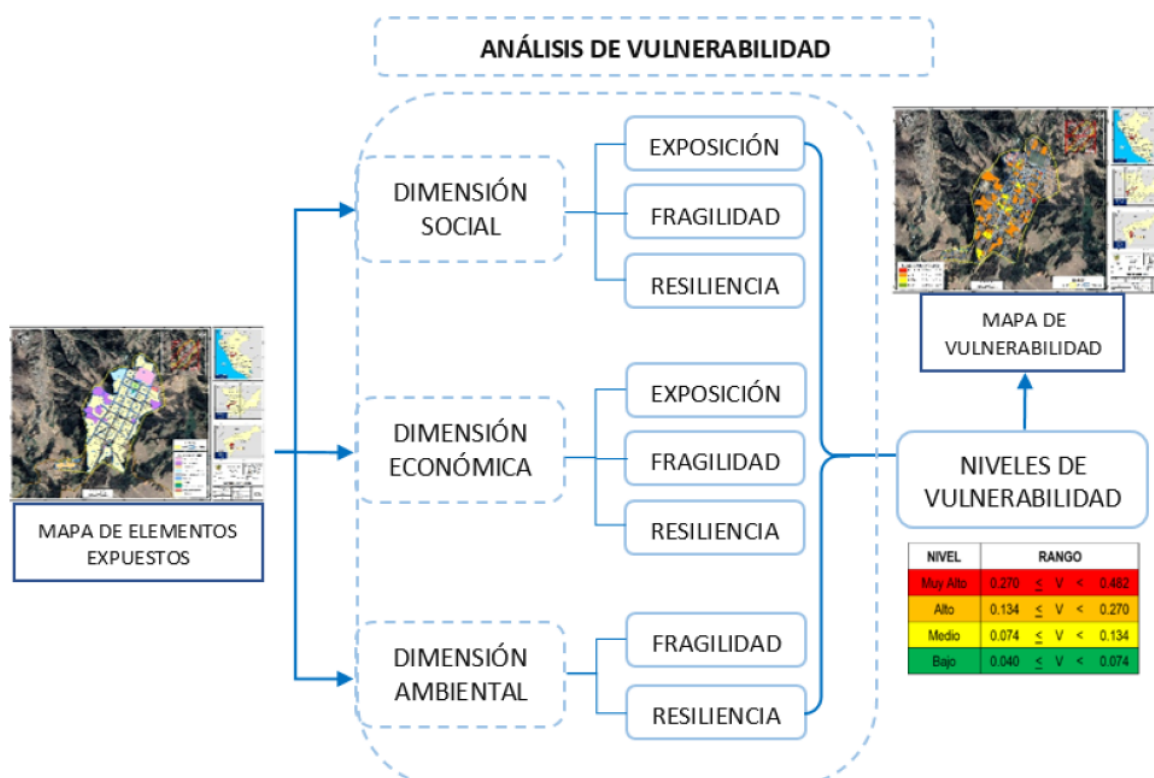 ANÁLISIS DE VULNERABILIDAD
DIMENSIÓN
SOCIAL
EXPOSICIÓN
FRAGILIDAD
RESILIENCIA
DIMENSIÓN
ECONÓMICA
EXPOSICIÓN
FRAGILIDAD
RESILIENCIA
DIMENSIÓN
AMBIENTAL
FRAGILIDAD
RESILIENCIA
MAPA DE ELEMENTOS
EXPUESTOS
MAPA DE
VULNERABILIDAD
NIVELES DE
VULNERABILIDAD
NIVEL RANGO
Muy Alto 0.270 ≤ V < 0.482
Alto 0.134 ≤ V < 0.270
Medio 0.074 ≤ V < 0.134
Bajo 0.040 ≤ V < 0.074